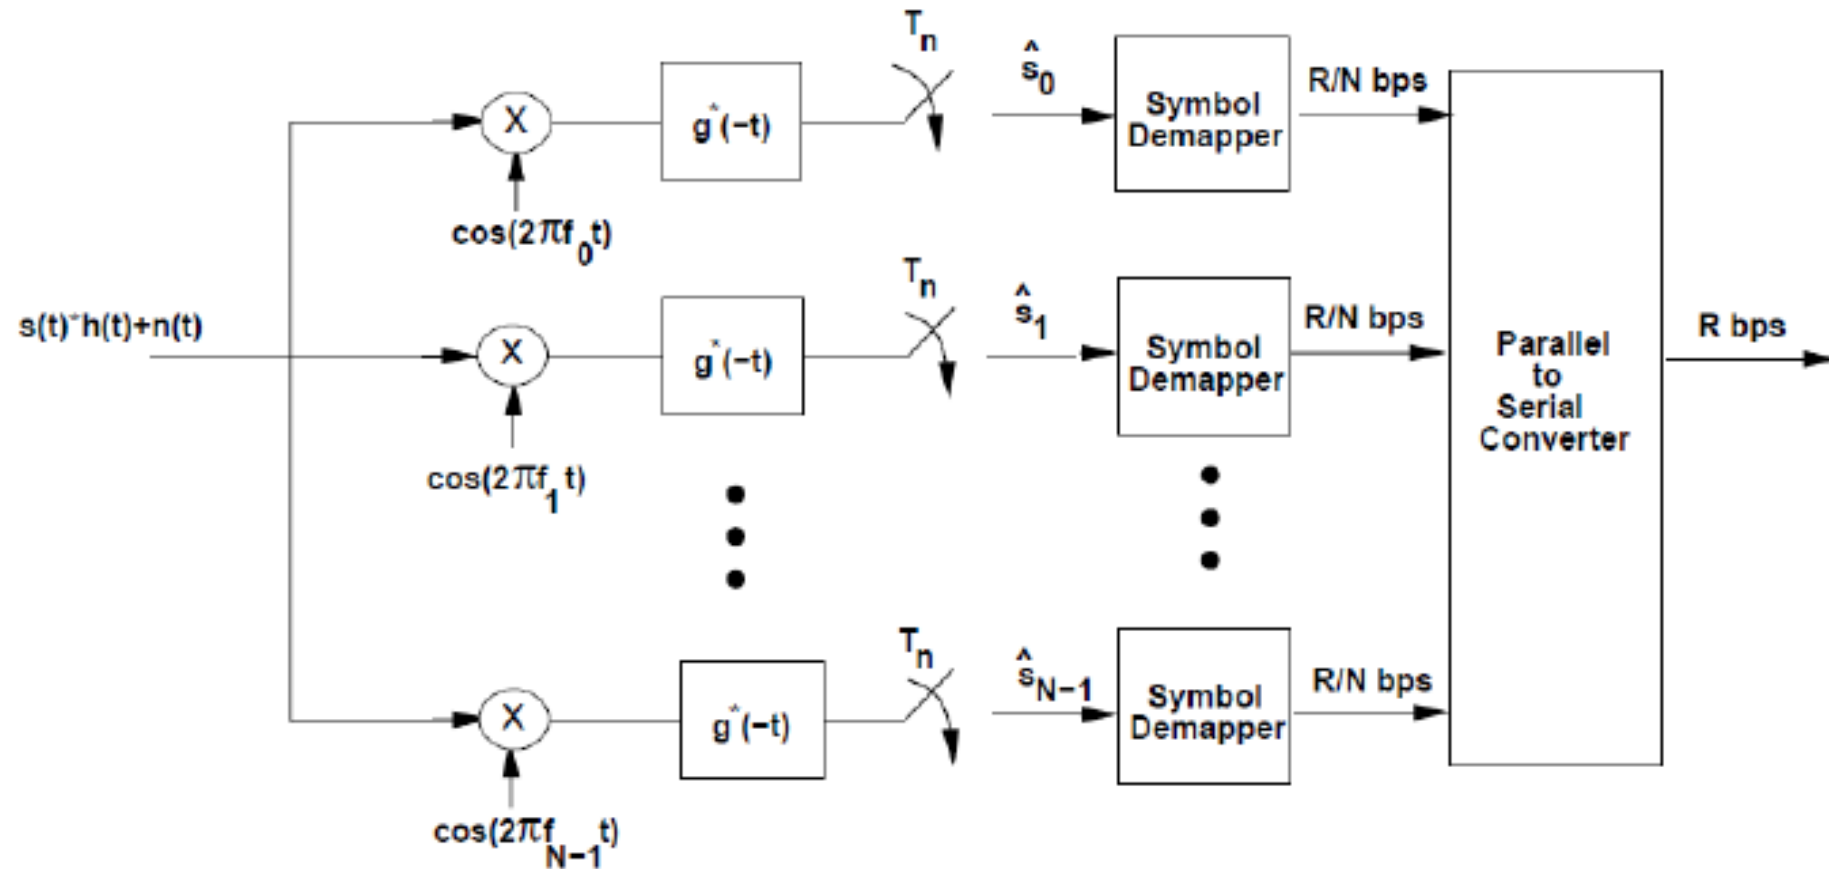 T_n
ŝ_0
Symbol
Demapper
R/N bps
X
g*(−t)
cos(2πf_0t)
s(t)*h(t)+n(t)
T_n
ŝ_1
Symbol
Demapper
R/N bps
X
g*(−t)
cos(2πf_1t)
Parallel
to
Serial
Converter
R bps
T_n
ŝ_N−1
Symbol
Demapper
R/N bps
X
g*(−t)
cos(2πf_N−1t)